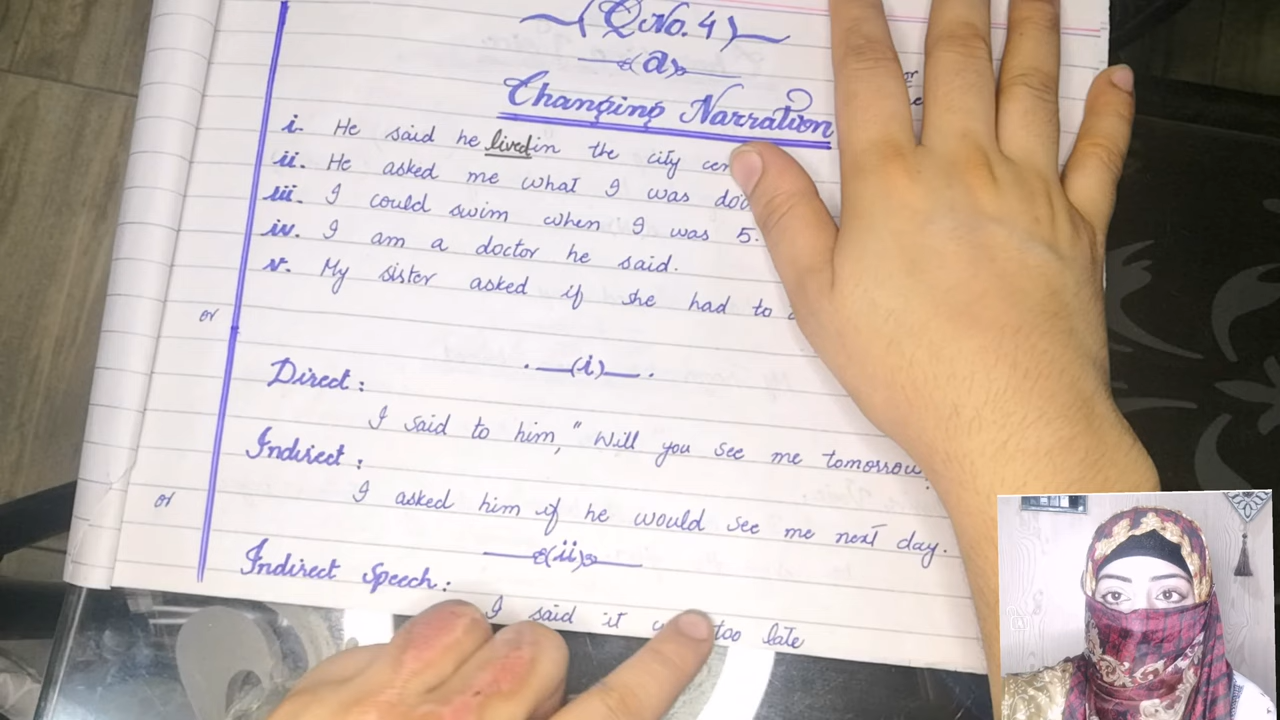 Q No. 4
(a)
Changing Narration
i. He said he lived in the city
ii. He asked me what I was
iii. I could swim when I was 5.
iv. I am a doctor he said.
v. My sister asked if she had to
or
(i)
Direct:
I said to him," Will you see me tomorrow
Indirect:
I asked him if he would see me next day.
or
(ii)
Indirect Speech:
I said it too late